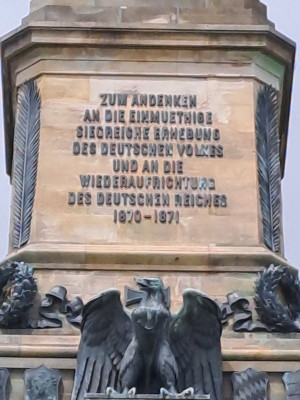 ZUM ANDENKEN
AN DIE EINMUETHIGE
SIEGREICHE ERHEBUNG
DES DEUTSCHEN VOLKES
UND AN DIE
WIEDERAUFRICHTUNG
DES DEUTSCHEN REICHES
1870-1871